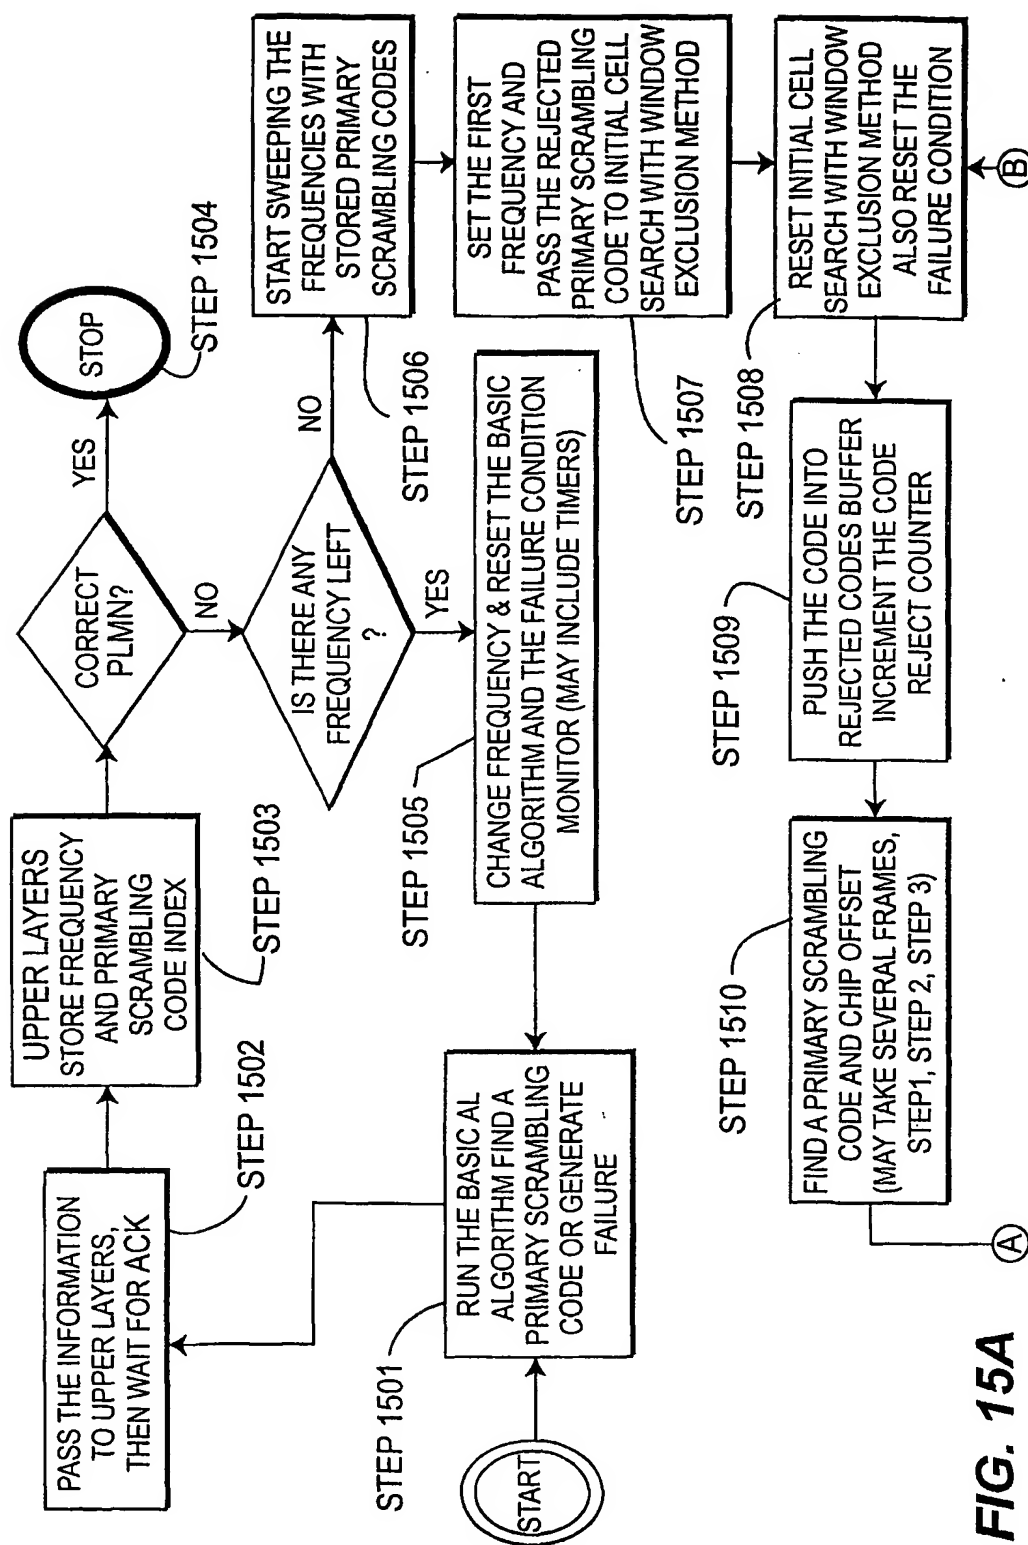 START
STEP 1501
RUN THE BASIC AL
ALGORITHM FIND A
PRIMARY SCRAMBLING
CODE OR GENERATE
FAILURE
PASS THE INFORMATION
TO UPPER LAYERS,
THEN WAIT FOR ACK
STEP 1502
UPPER LAYERS
STORE FREQUENCY
AND PRIMARY
SCRAMBLING
CODE INDEX
STEP 1503
CORRECT
PLMN?
YES
STOP
STEP 1504
NO
IS THERE ANY
FREQUENCY LEFT
?
NO
YES
STEP 1505
CHANGE FREQUENCY & RESET THE BASIC
ALGORITHM AND THE FAILURE CONDITION
MONITOR (MAY INCLUDE TIMERS)
START SWEEPING THE
FREQUENCIES WITH
STORED PRIMARY
SCRAMBLING CODES
STEP 1506
SET THE FIRST
FREQUENCY AND
PASS THE REJECTED
PRIMARY SCRAMBLING
CODE TO INITIAL CELL
SEARCH WITH WINDOW
EXCLUSION METHOD
STEP 1507
STEP 1508
RESET INITIAL CELL
SEARCH WITH WINDOW
EXCLUSION METHOD
ALSO RESET THE
FAILURE CONDITION
B
STEP 1509
PUSH THE CODE INTO
REJECTED CODES BUFFER
INCREMENT THE CODE
REJECT COUNTER
STEP 1510
FIND A PRIMARY SCRAMBLING
CODE AND CHIP OFFSET
(MAY TAKE SEVERAL FRAMES,
STEP1, STEP 2, STEP 3)
A
FIG. 15A